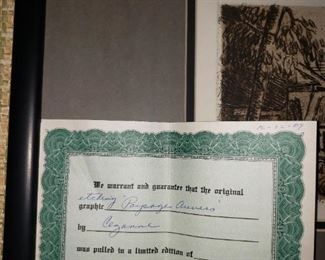 We warrant and guarantee that the original
etching "Paysage Auvers"
graphic
by Cezanne
was pulled in a limited edition of